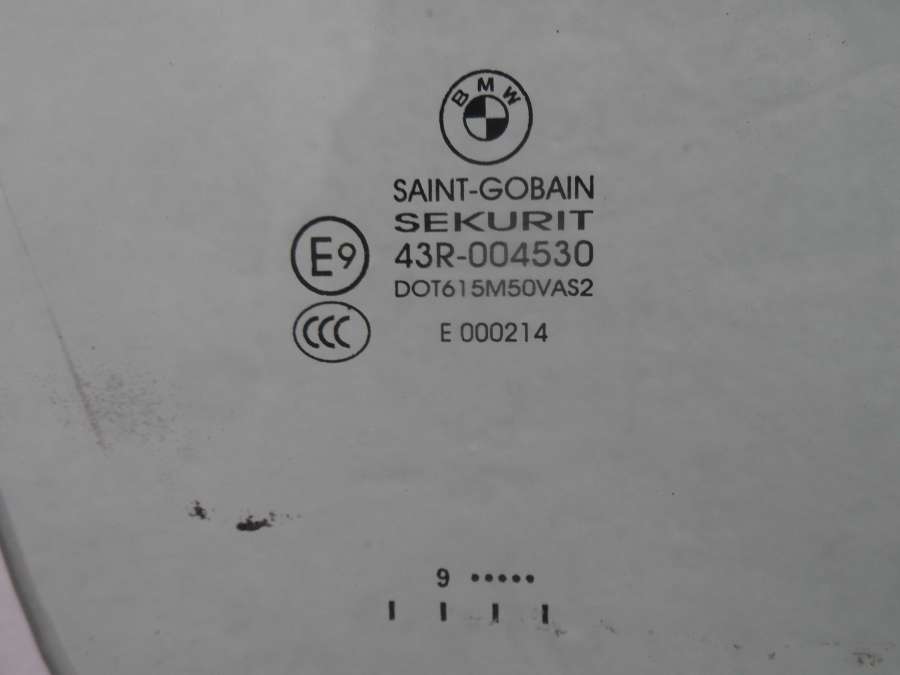 BMW
SAINT-GOBAIN
SEKURIT
E9 43R-004530
DOT615M50VAS2
CCC E 000214
9 •••••